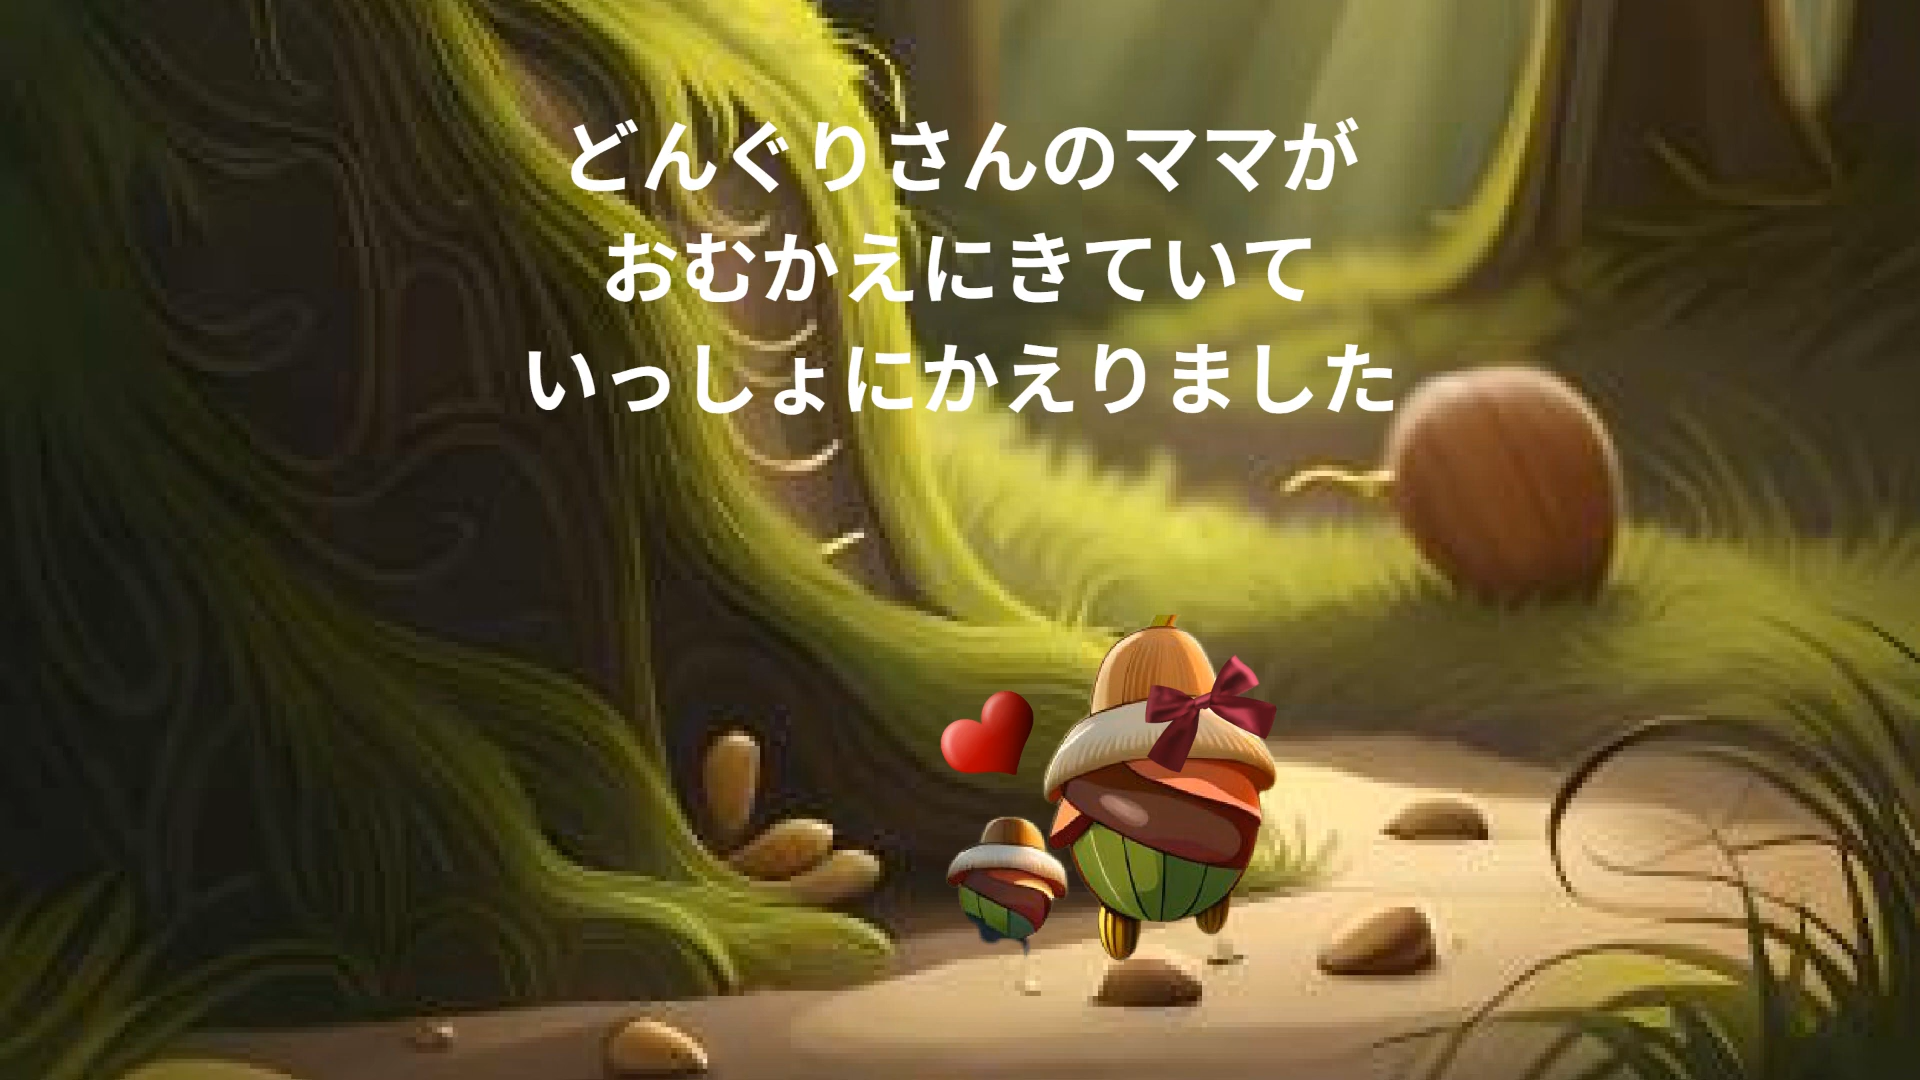 どんぐりさんのママが
おむかえにきていて
いっしょにかえりました